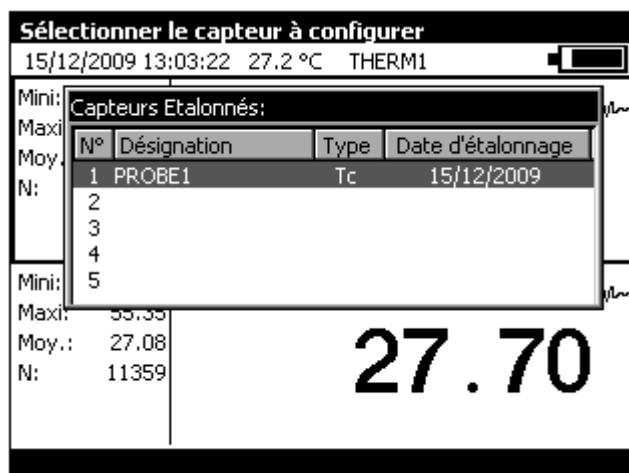 Sélectionner le capteur à configurer
15/12/2009 13:03:22 27.2 °C THERM1
Mini:
Maxi
Moy.
N:
Capteurs Etalonnés:
N° Désignation Type Date d'étalonnage
1 PROBE1 Tc 15/12/2009
2
3
4
5
Mini:
Maxi: 55.35
Moy.: 27.08
N: 11359
27.70